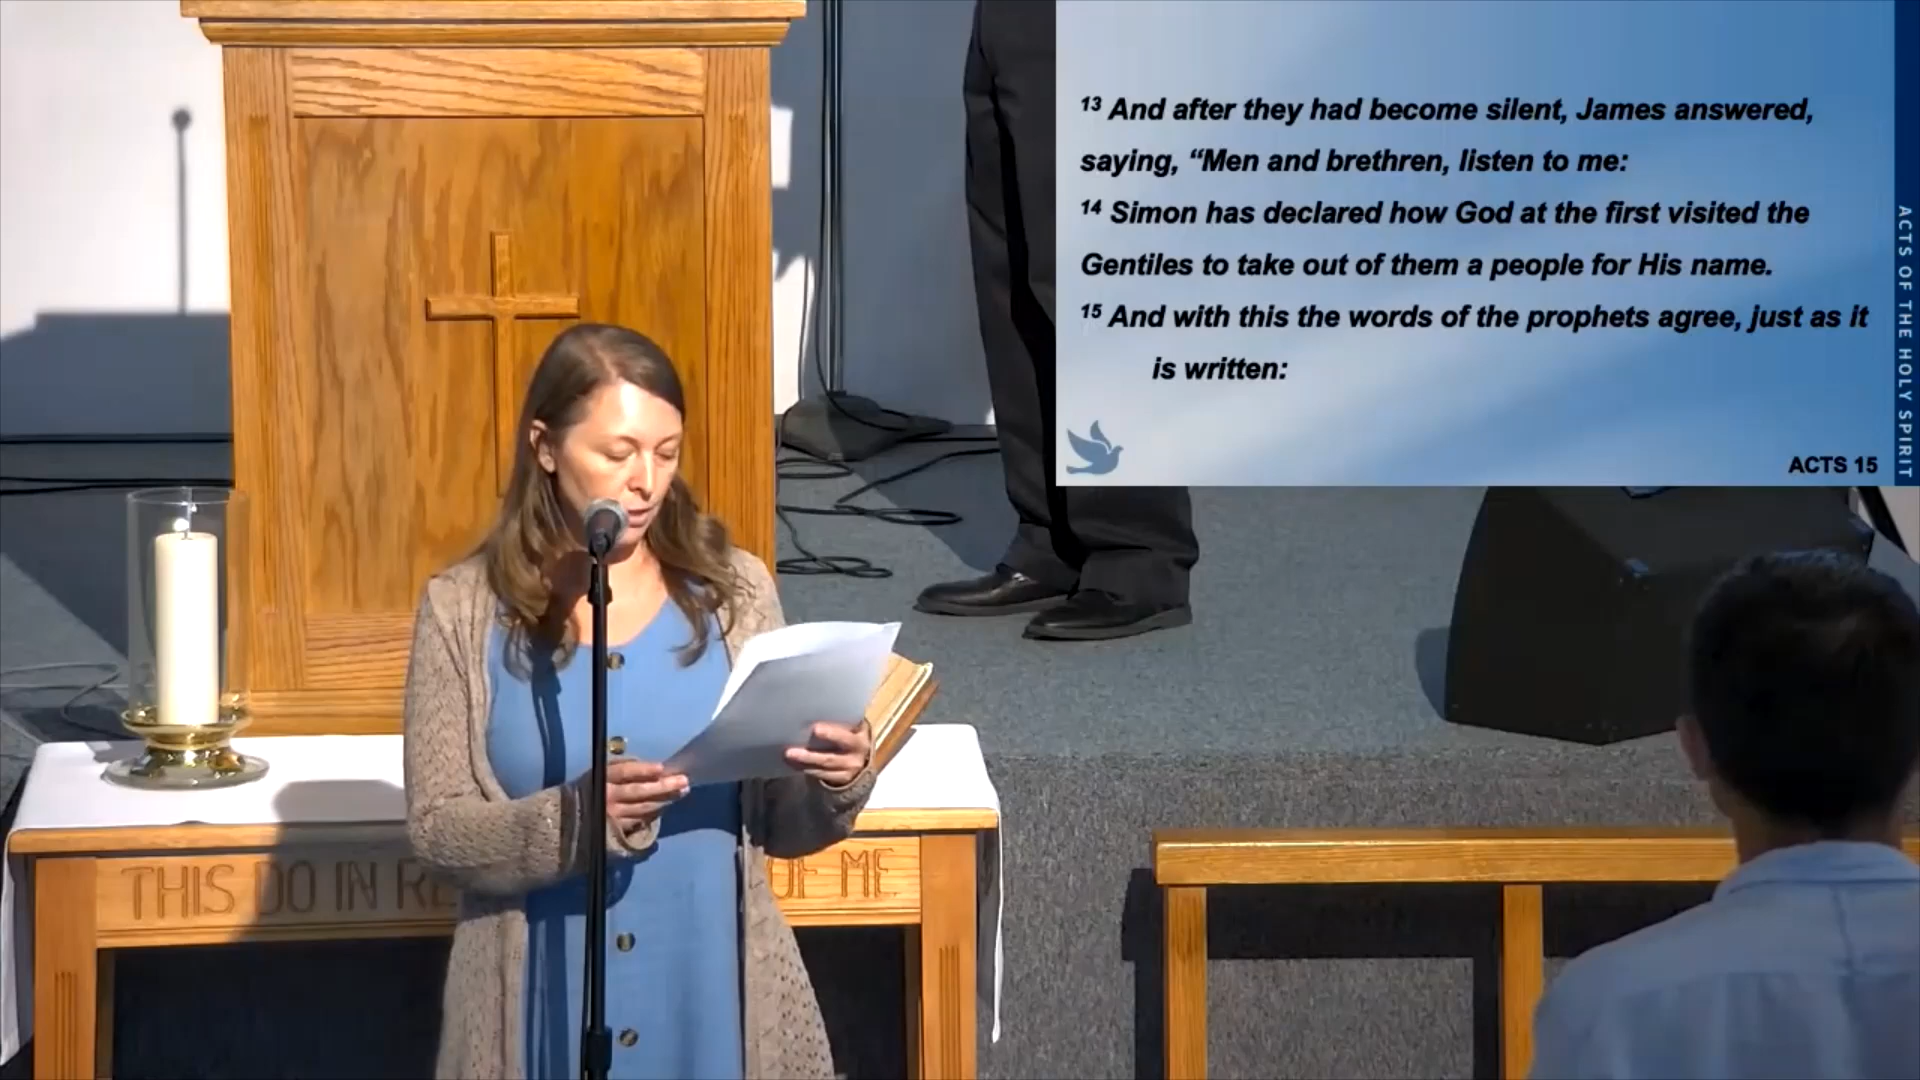 13 And after they had become silent, James answered,
saying, “Men and brethren, listen to me:
14 Simon has declared how God at the first visited the
Gentiles to take out of them a people for His name.
15 And with this the words of the prophets agree, just as it
is written:
ACTS 15
ACTS OF THE HOLY SPIRIT
THIS DO IN RE
OF ME